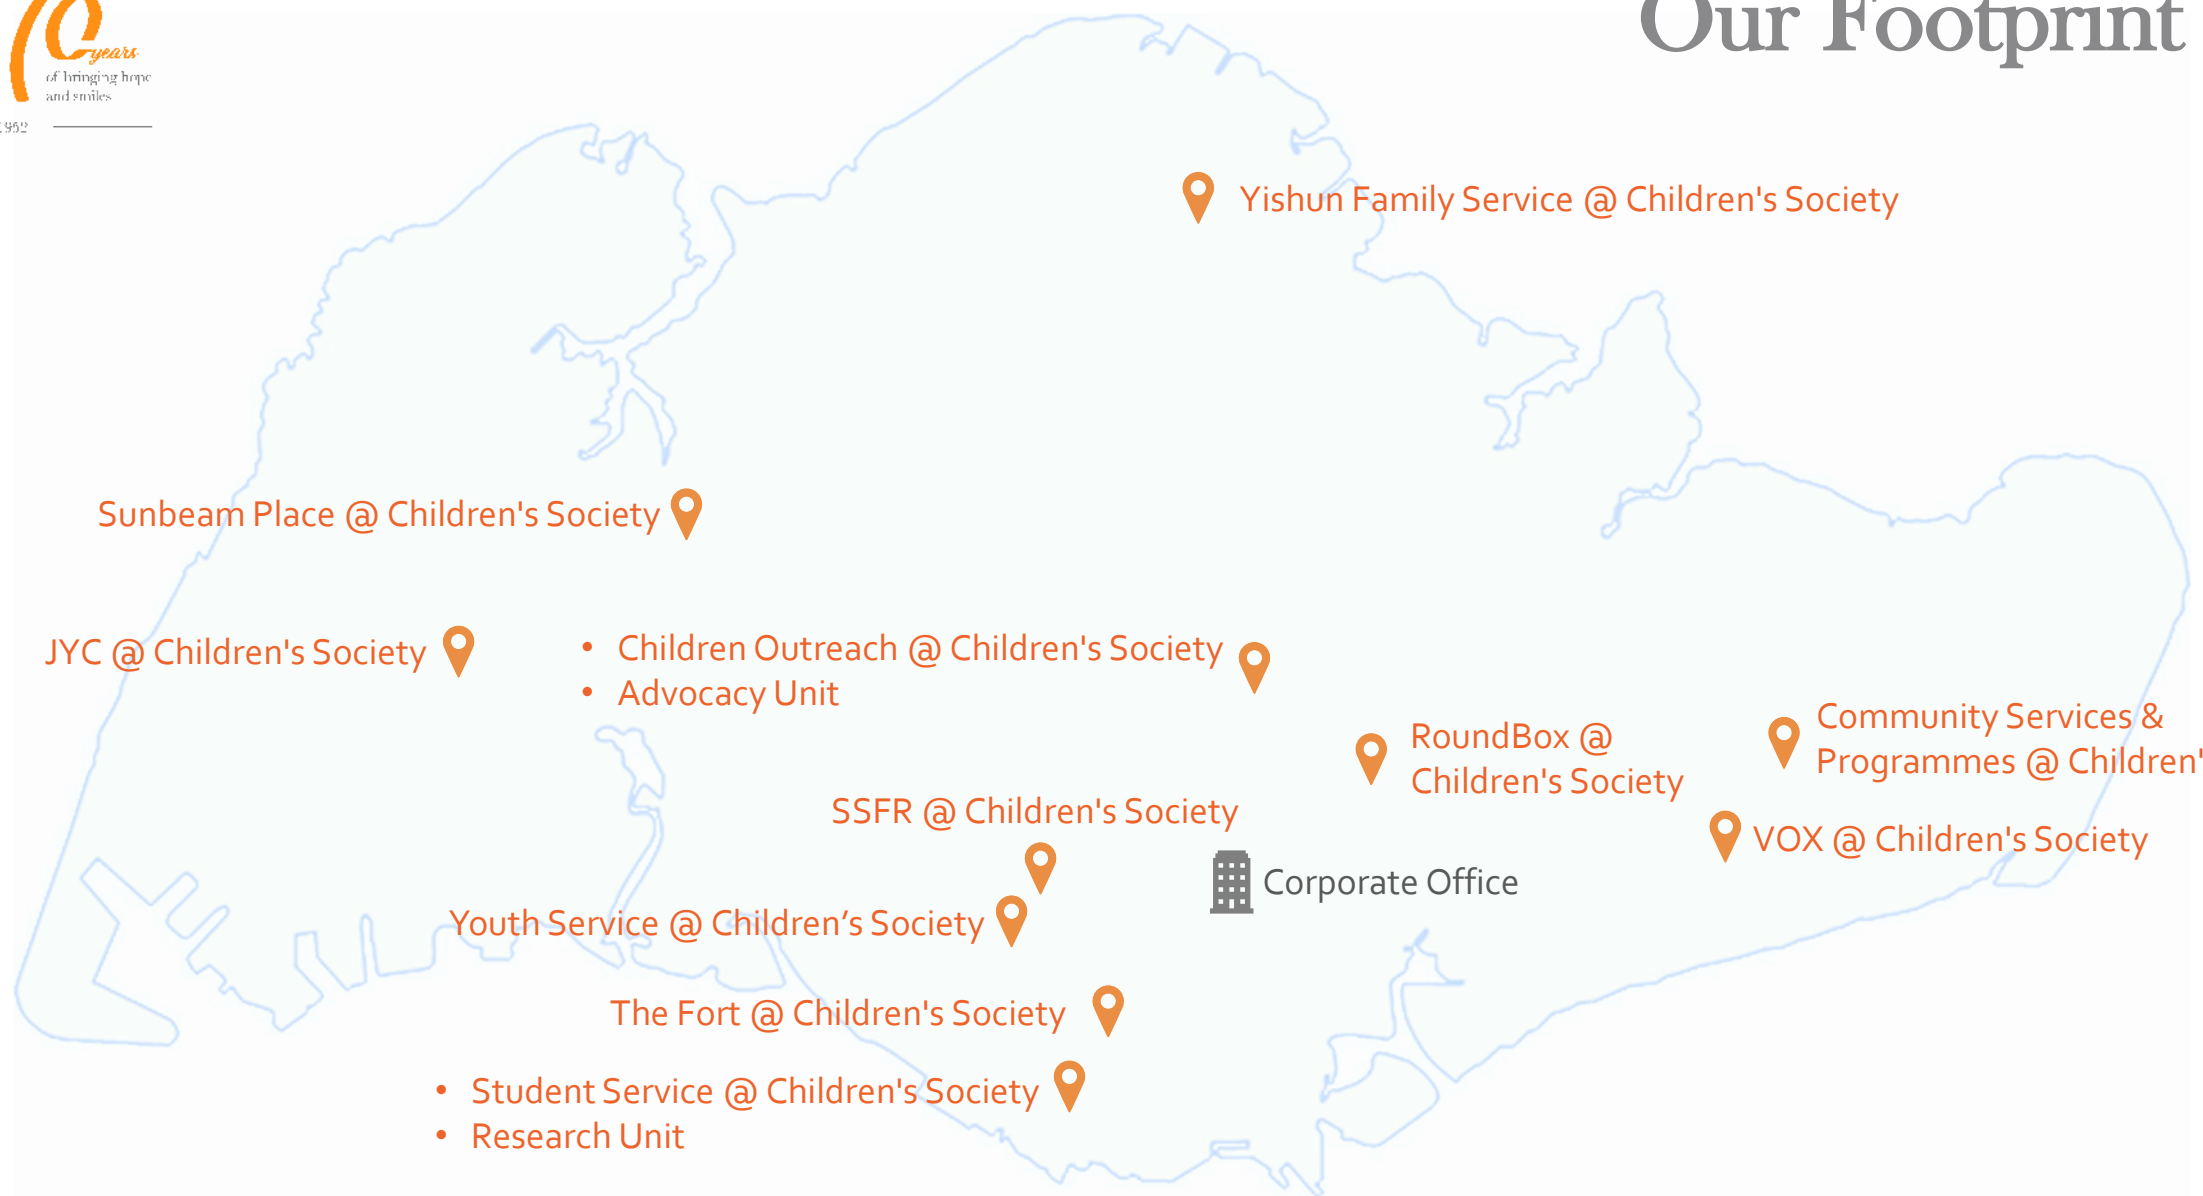 Our Footprint
years
of bringing hope
and smiles
1952
Yishun Family Service @ Children's Society
Sunbeam Place @ Children's Society
JYC @ Children's Society
• Children Outreach @ Children's Society
• Advocacy Unit
RoundBox @
Children's Society
Community Services &
Programmes @ Children'
SSFR @ Children's Society
VOX @ Children's Society
Corporate Office
Youth Service @ Children’s Society
The Fort @ Children's Society
• Student Service @ Children's Society
• Research Unit